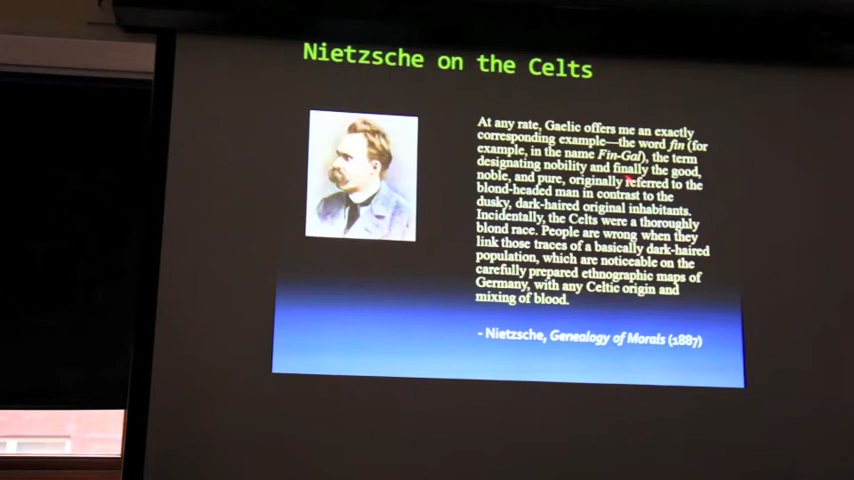 Nietzsche on the Celts
At any rate, Gaelic offers me an exactly
corresponding example—the word fin (for
example, in the name Fin-Gal), the term
designating nobility and finally the good,
noble, and pure, originally referred to the
blond-headed man in contrast to the
dusky, dark-haired original inhabitants.
Incidentally, the Celts were a thoroughly
blond race. People are wrong when they
link those traces of a basically dark-haired
population, which are noticeable on the
carefully prepared ethnographic maps of
Germany, with any Celtic origin and
mixing of blood.
- Nietzsche, Genealogy of Morals (1887)